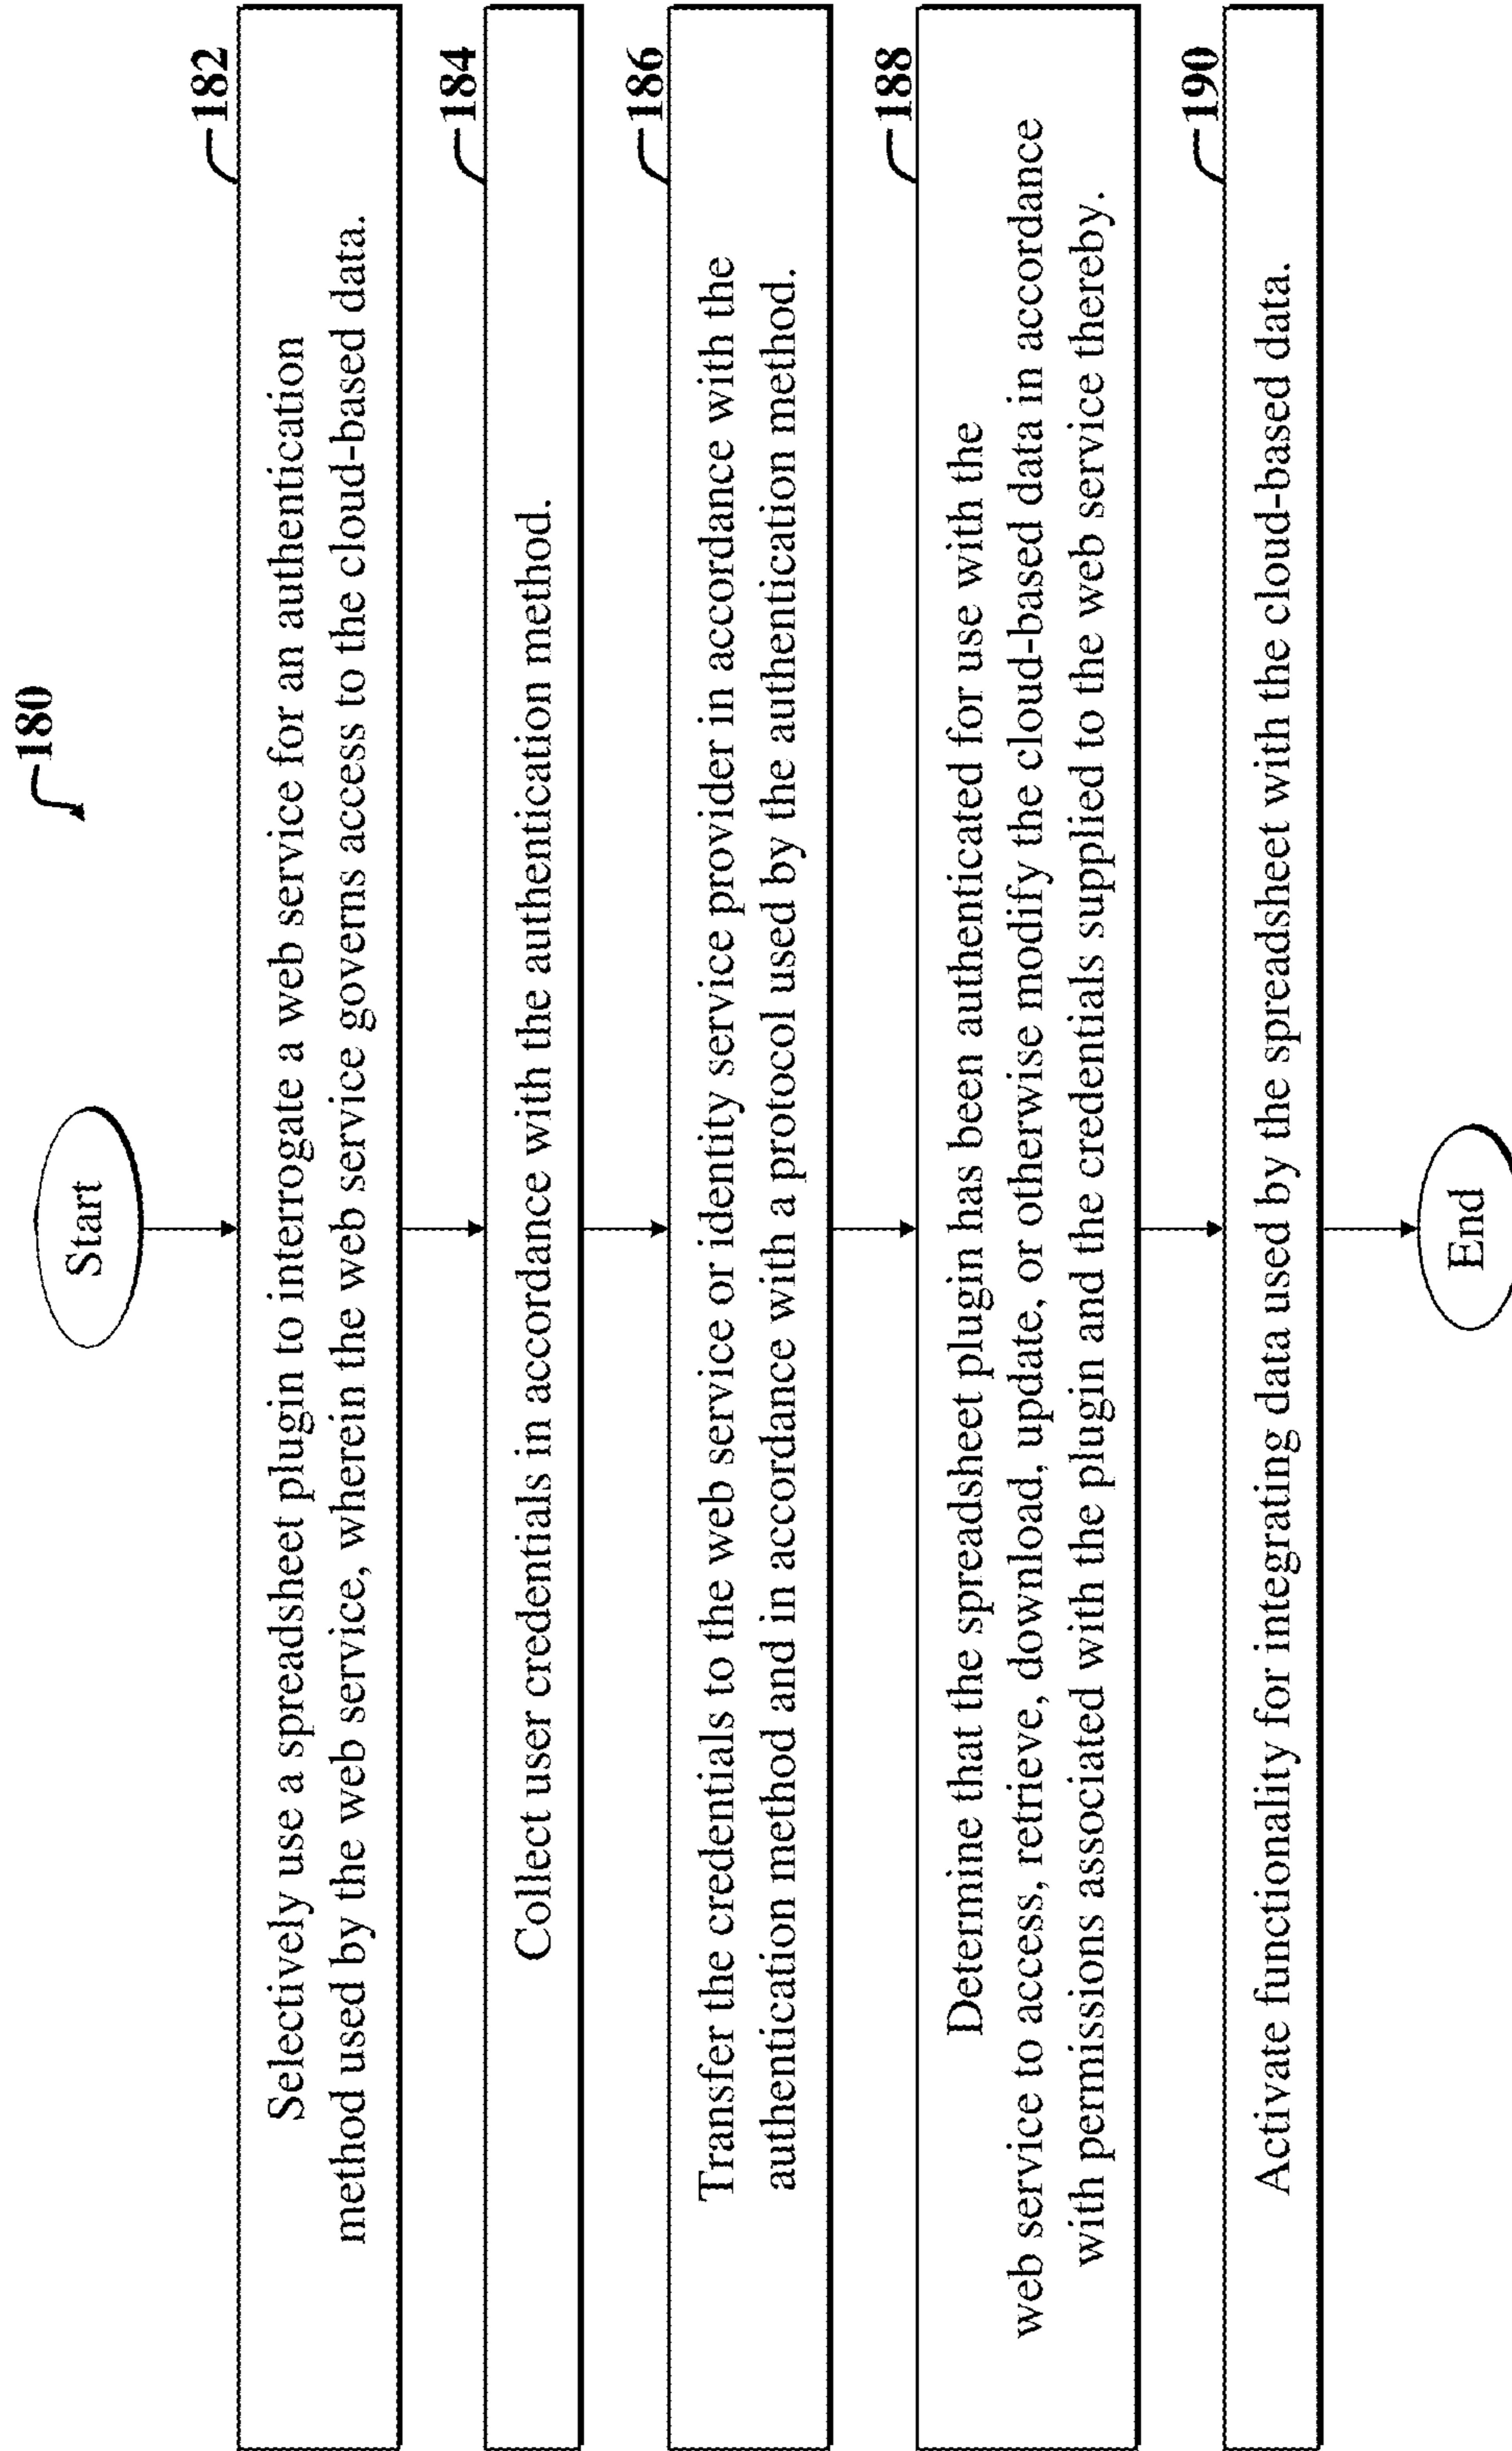 180
Start
182
Selectively use a spreadsheet plugin to interrogate a web service for an authentication
method used by the web service, wherein the web service governs access to the cloud-based data.
184
Collect user credentials in accordance with the authentication method.
186
Transfer the credentials to the web service or identity service provider in accordance with the
authentication method and in accordance with a protocol used by the authentication method.
188
Determine that the spreadsheet plugin has been authenticated for use with the
web service to access, retrieve, download, update, or otherwise modify the cloud-based data in accordance
with permissions associated with the plugin and the credentials supplied to the web service thereby.
190
Activate functionality for integrating data used by the spreadsheet with the cloud-based data.
End